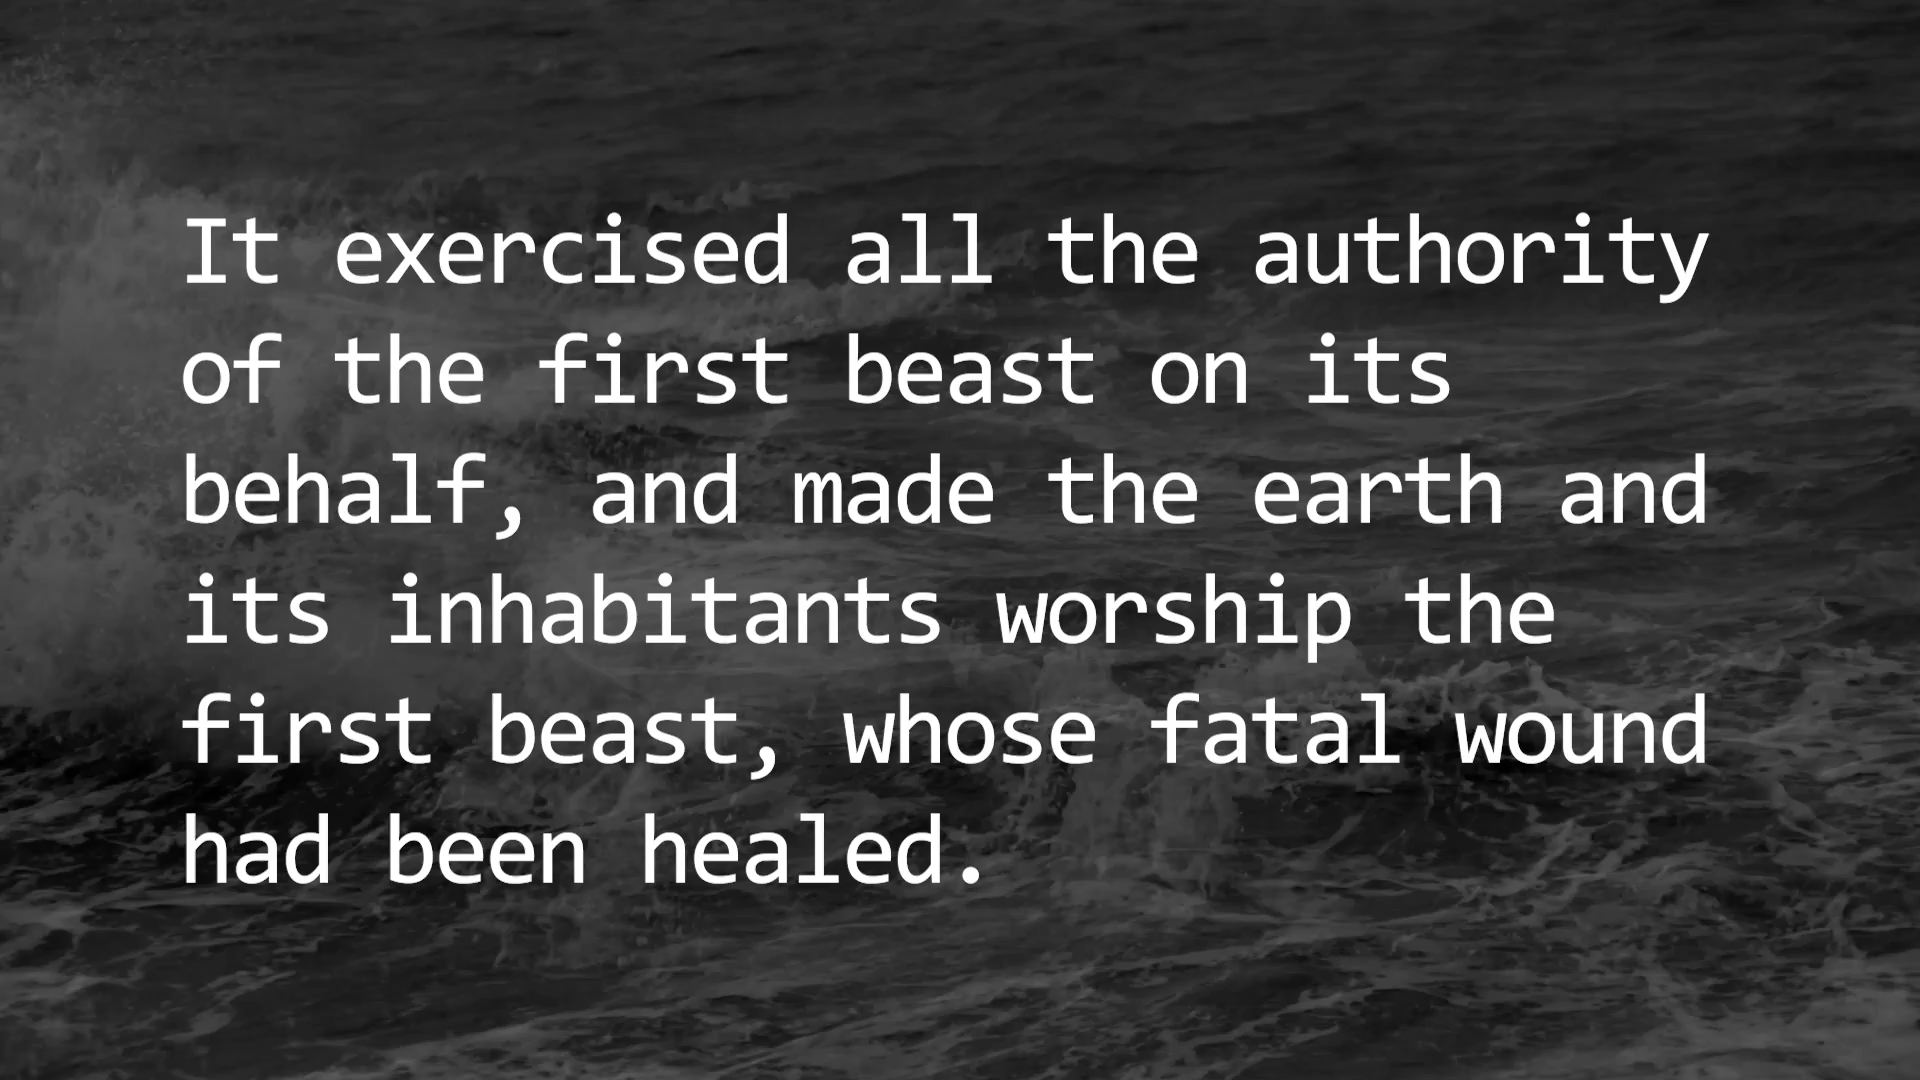 It exercised all the authority
of the first beast on its
behalf, and made the earth and
its inhabitants worship the
first beast, whose fatal wound
had been healed.